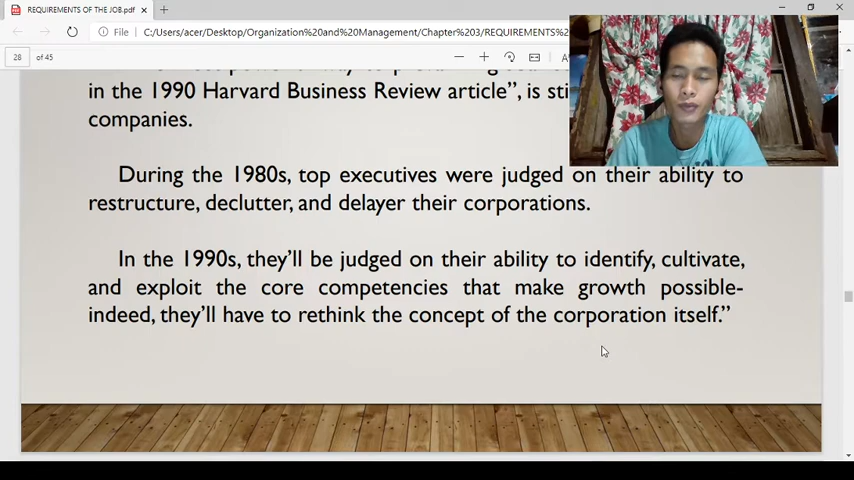 REQUIREMENTS OF THE JOB.pdf
File C:/Users/acer/Desktop/Organization%20and%20Management/Chapter%203/REQUIREMENTS%
28 of 45
in the 1990 Harvard Business Review article", is
companies.
During the 1980s, top executives were judged on their ability to
restructure, declutter, and delayer their corporations.
In the 1990s, they'll be judged on their ability to identify, cultivate,
and exploit the core competencies that make growth possible-
indeed, they'll have to rethink the concept of the corporation itself."